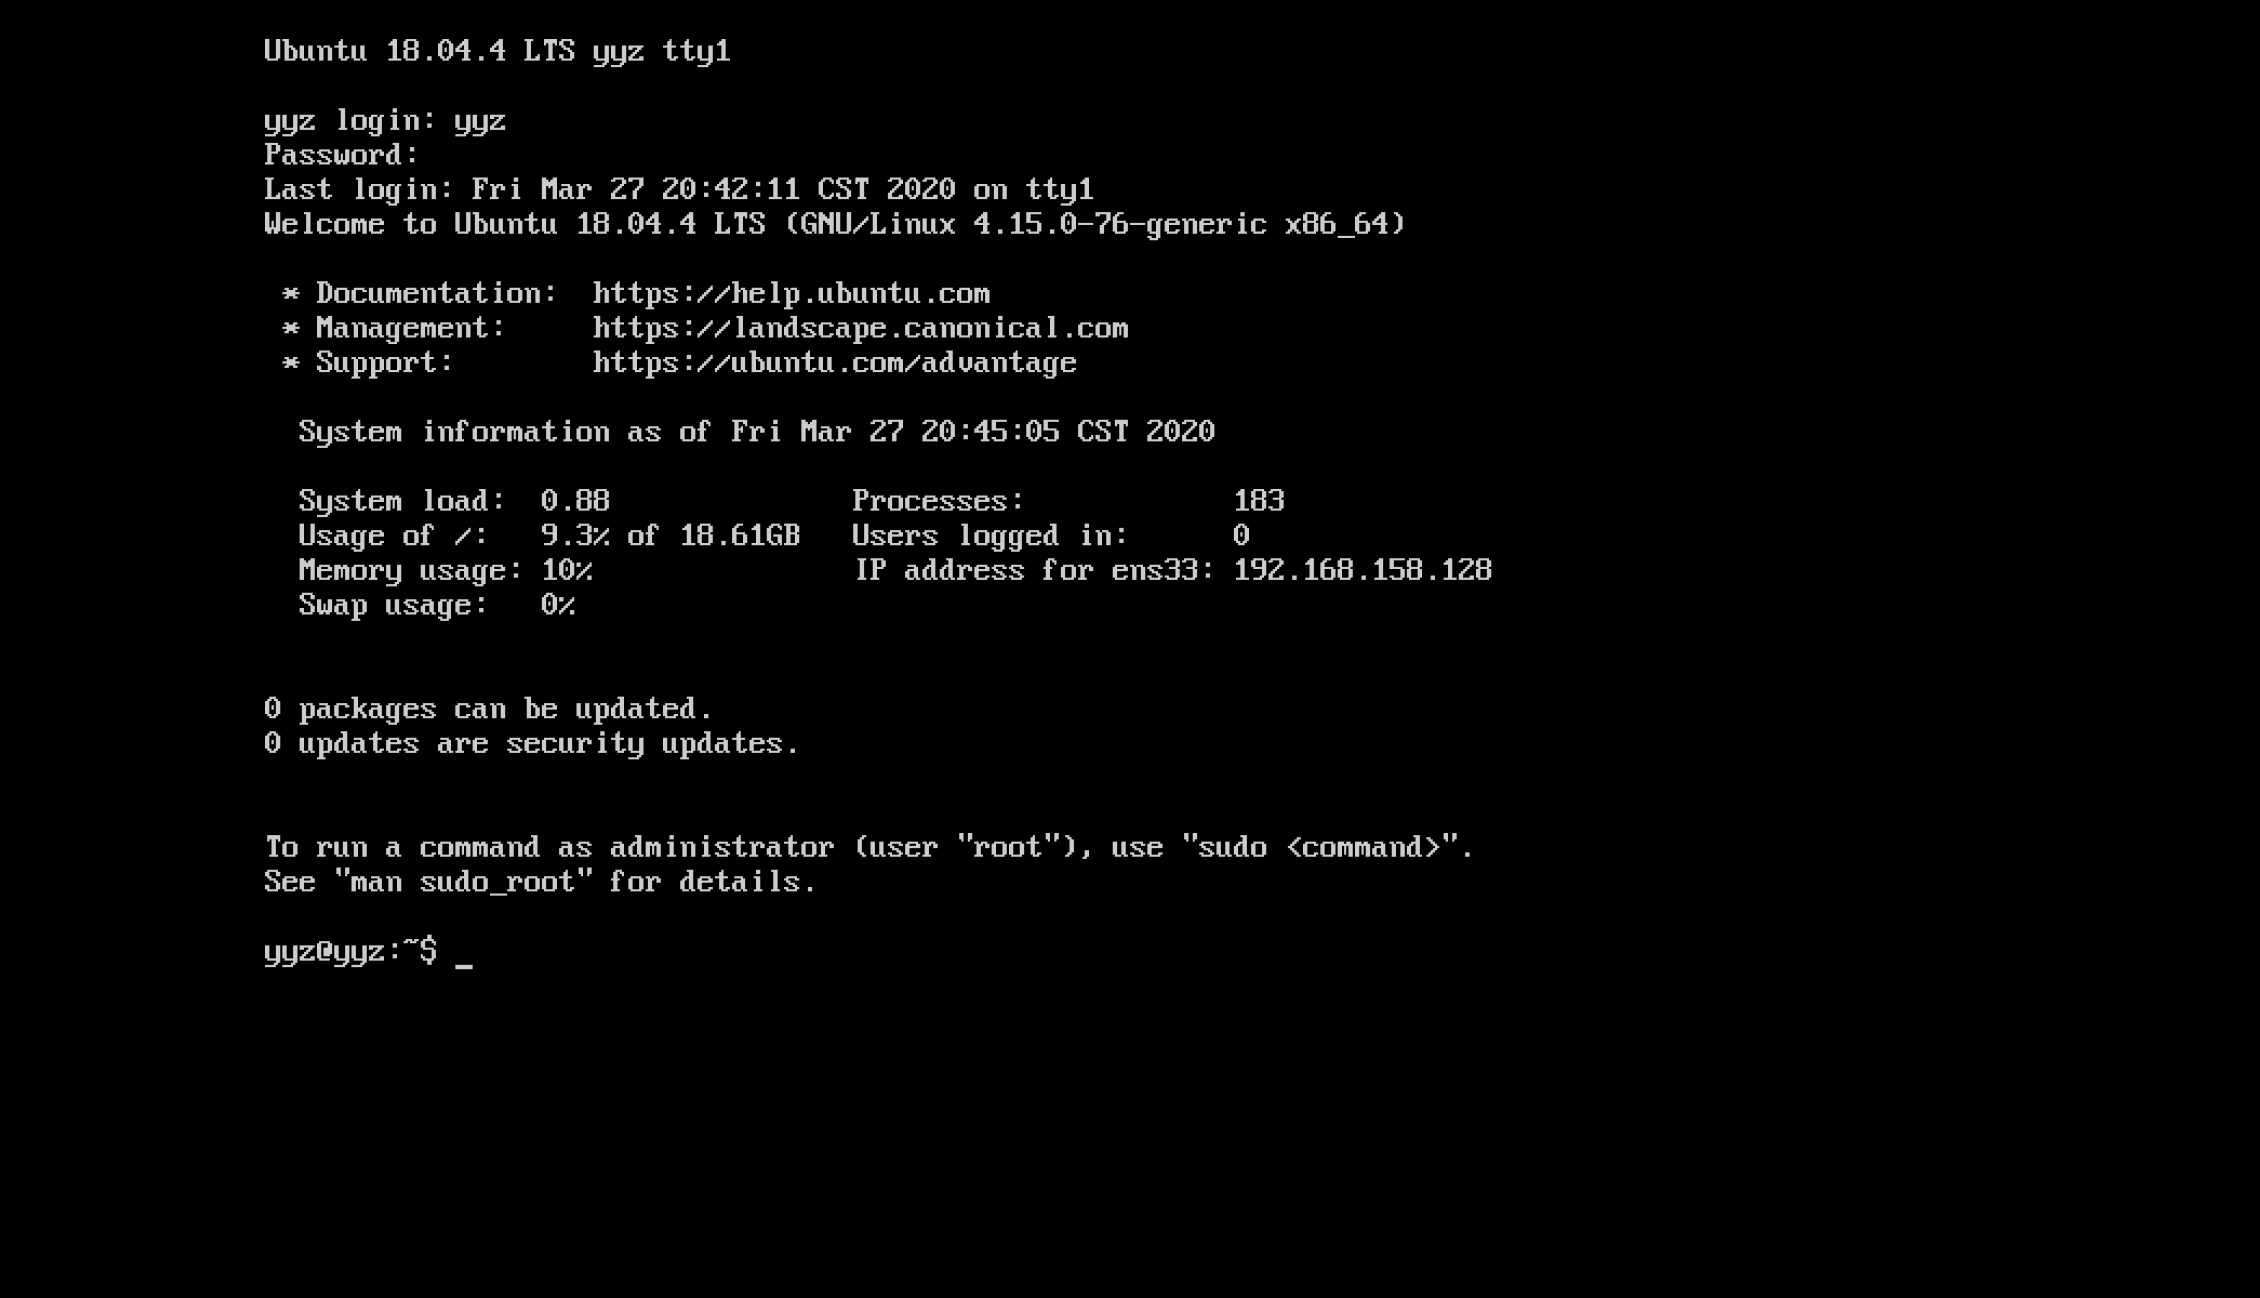 Ubuntu 18.04.4 LTS yyz tty1
yyz login: yyz
Password:
Last login: Fri Mar 27 20:42:11 CST 2020 on tty1
Welcome to Ubuntu 18.04.4 LTS (GNU/Linux 4.15.0-76-generic x86_64)
 * Documentation:  https://help.ubuntu.com
 * Management:     https://landscape.canonical.com
 * Support:        https://ubuntu.com/advantage
  System information as of Fri Mar 27 20:45:05 CST 2020
  System load:  0.88              Processes:            183
  Usage of /:   9.3% of 18.61GB   Users logged in:      0
  Memory usage: 10%               IP address for ens33: 192.168.158.128
  Swap usage:   0%
0 packages can be updated.
0 updates are security updates.
To run a command as administrator (user "root"), use "sudo <command>".
See "man sudo_root" for details.
yyz@yyz:~$ _